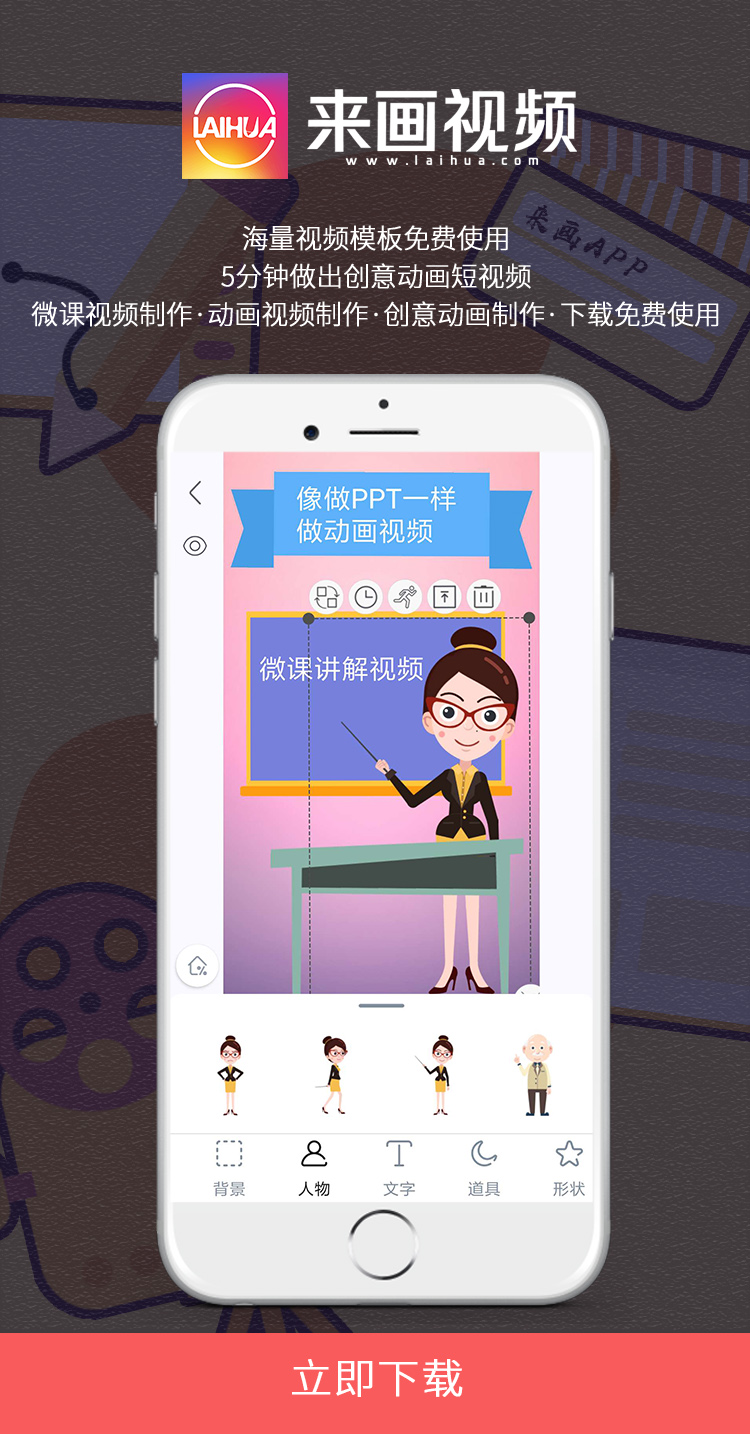 LAIHUA
来画视频
www.laihua.com
海量视频模板免费使用
5分钟做出创意动画短视频
微课视频制作·动画视频制作·创意动画制作·下载免费使用
来画APP
像做PPT一样
做动画视频
微课讲解视频
背景
人物
文字
道具
形状
立即下载